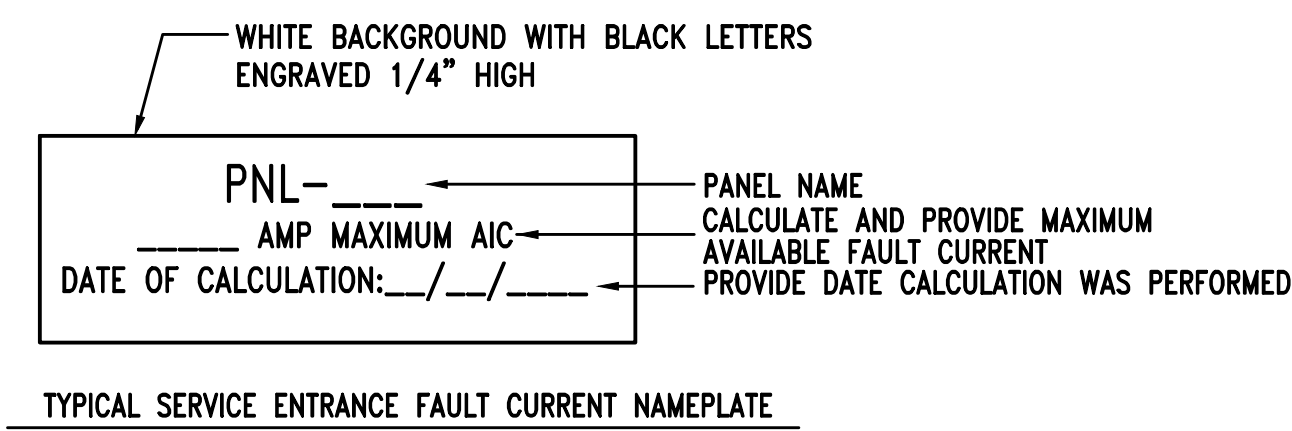 WHITE BACKGROUND WITH BLACK LETTERS
ENGRAVED 1/4” HIGH
PNL-___
_____ AMP MAXIMUM AIC
DATE OF CALCULATION:__/__/____
PANEL NAME
CALCULATE AND PROVIDE MAXIMUM
AVAILABLE FAULT CURRENT
PROVIDE DATE CALCULATION WAS PERFORMED
TYPICAL SERVICE ENTRANCE FAULT CURRENT NAMEPLATE